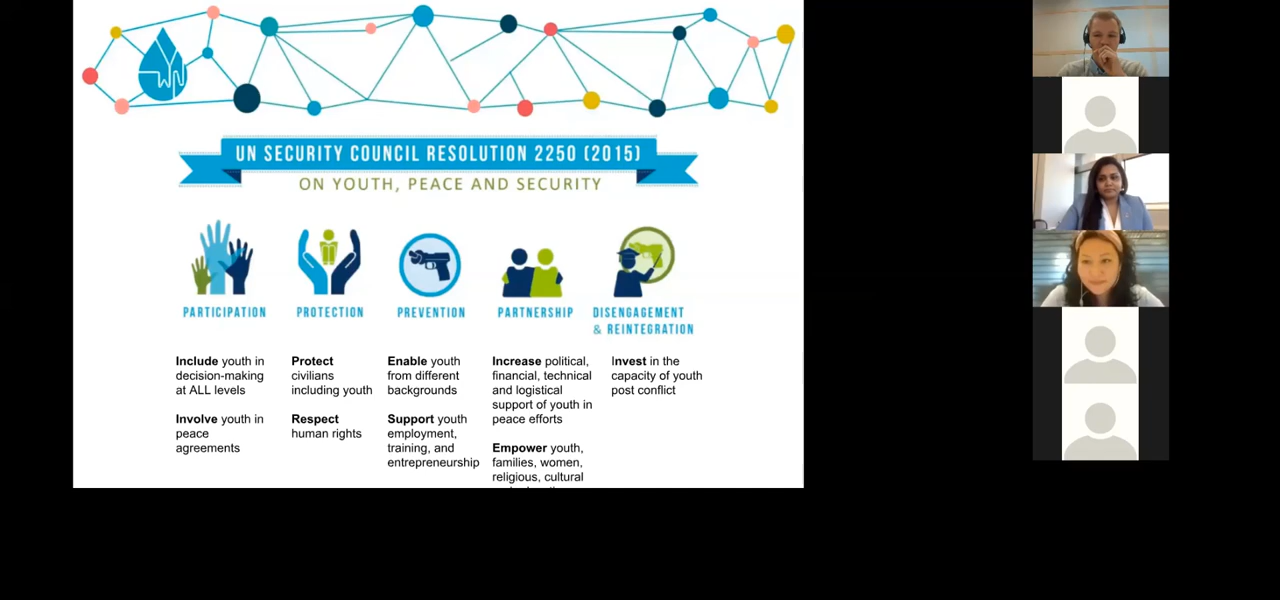 UN SECURITY COUNCIL RESOLUTION 2250 (2015)
ON YOUTH, PEACE AND SECURITY
PARTICIPATION
Include youth in
decision-making
at ALL levels
Involve youth in
peace
agreements
PROTECTION
Protect
civilians
including youth
Respect
human rights
PREVENTION
Enable youth
from different
backgrounds
Support youth
employment,
training, and
entrepreneurship
PARTNERSHIP
Increase political,
financial, technical
and logistical
support of youth in
peace efforts
Empower youth,
families, women,
religious, cultural
DISENGAGEMENT
& REINTEGRATION
Invest in the
capacity of youth
post conflict